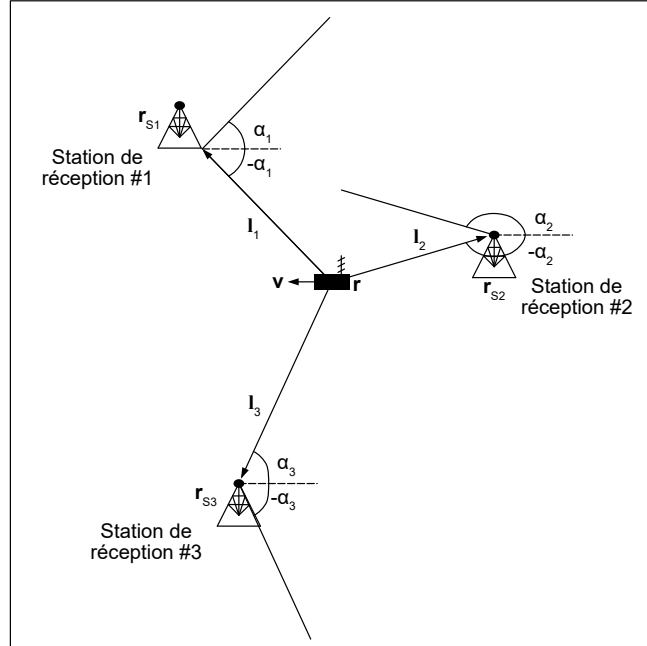 r_S1
α_1
-α_1
Station de
réception #1
l_1
α_2
l_2
-α_2
v
r
r_S2
Station de
réception #2
l_3
α_3
r_S3
-α_3
Station de
réception #3